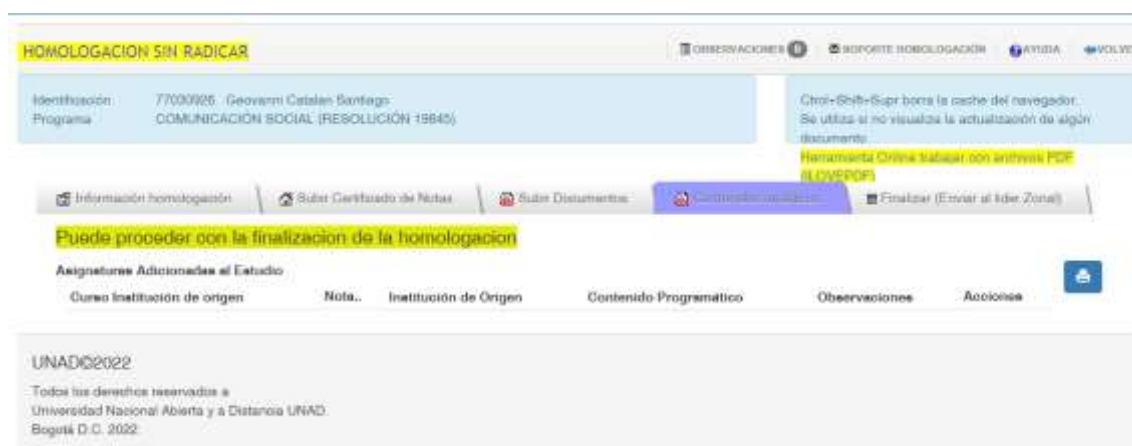 HOMOLOGACION SIN RADICAR
OBSERVACIONES 0 SOPORTE HOMOLOGACIÓN AYUDA VOLVE
Identificación 77030926 Geovanni Catalan Santiago
Programa COMUNICACIÓN SOCIAL (RESOLUCIÓN 19845)
Ctrol+Shift+Supr borra la cache del navegador.
Se utiliza si no visualiza la actualización de algún
documento
Herramienta Online trabajar con archivos PDF
(ILOVEPDF)
Información homologación Subir Certificado de Notas Subir Documentos Finalizar (Enviar al lider Zonal)
Puede proceder con la finalizacion de la homologacion
Asignaturas Adicionadas al Estudio
Curso Institución de origen Nota.. Institución de Origen Contenido Programático Observaciones Acciones
UNAD©2022
Todos los derechos reservados a
Universidad Nacional Abierta y a Distancia UNAD.
Bogotá D.C. 2022.